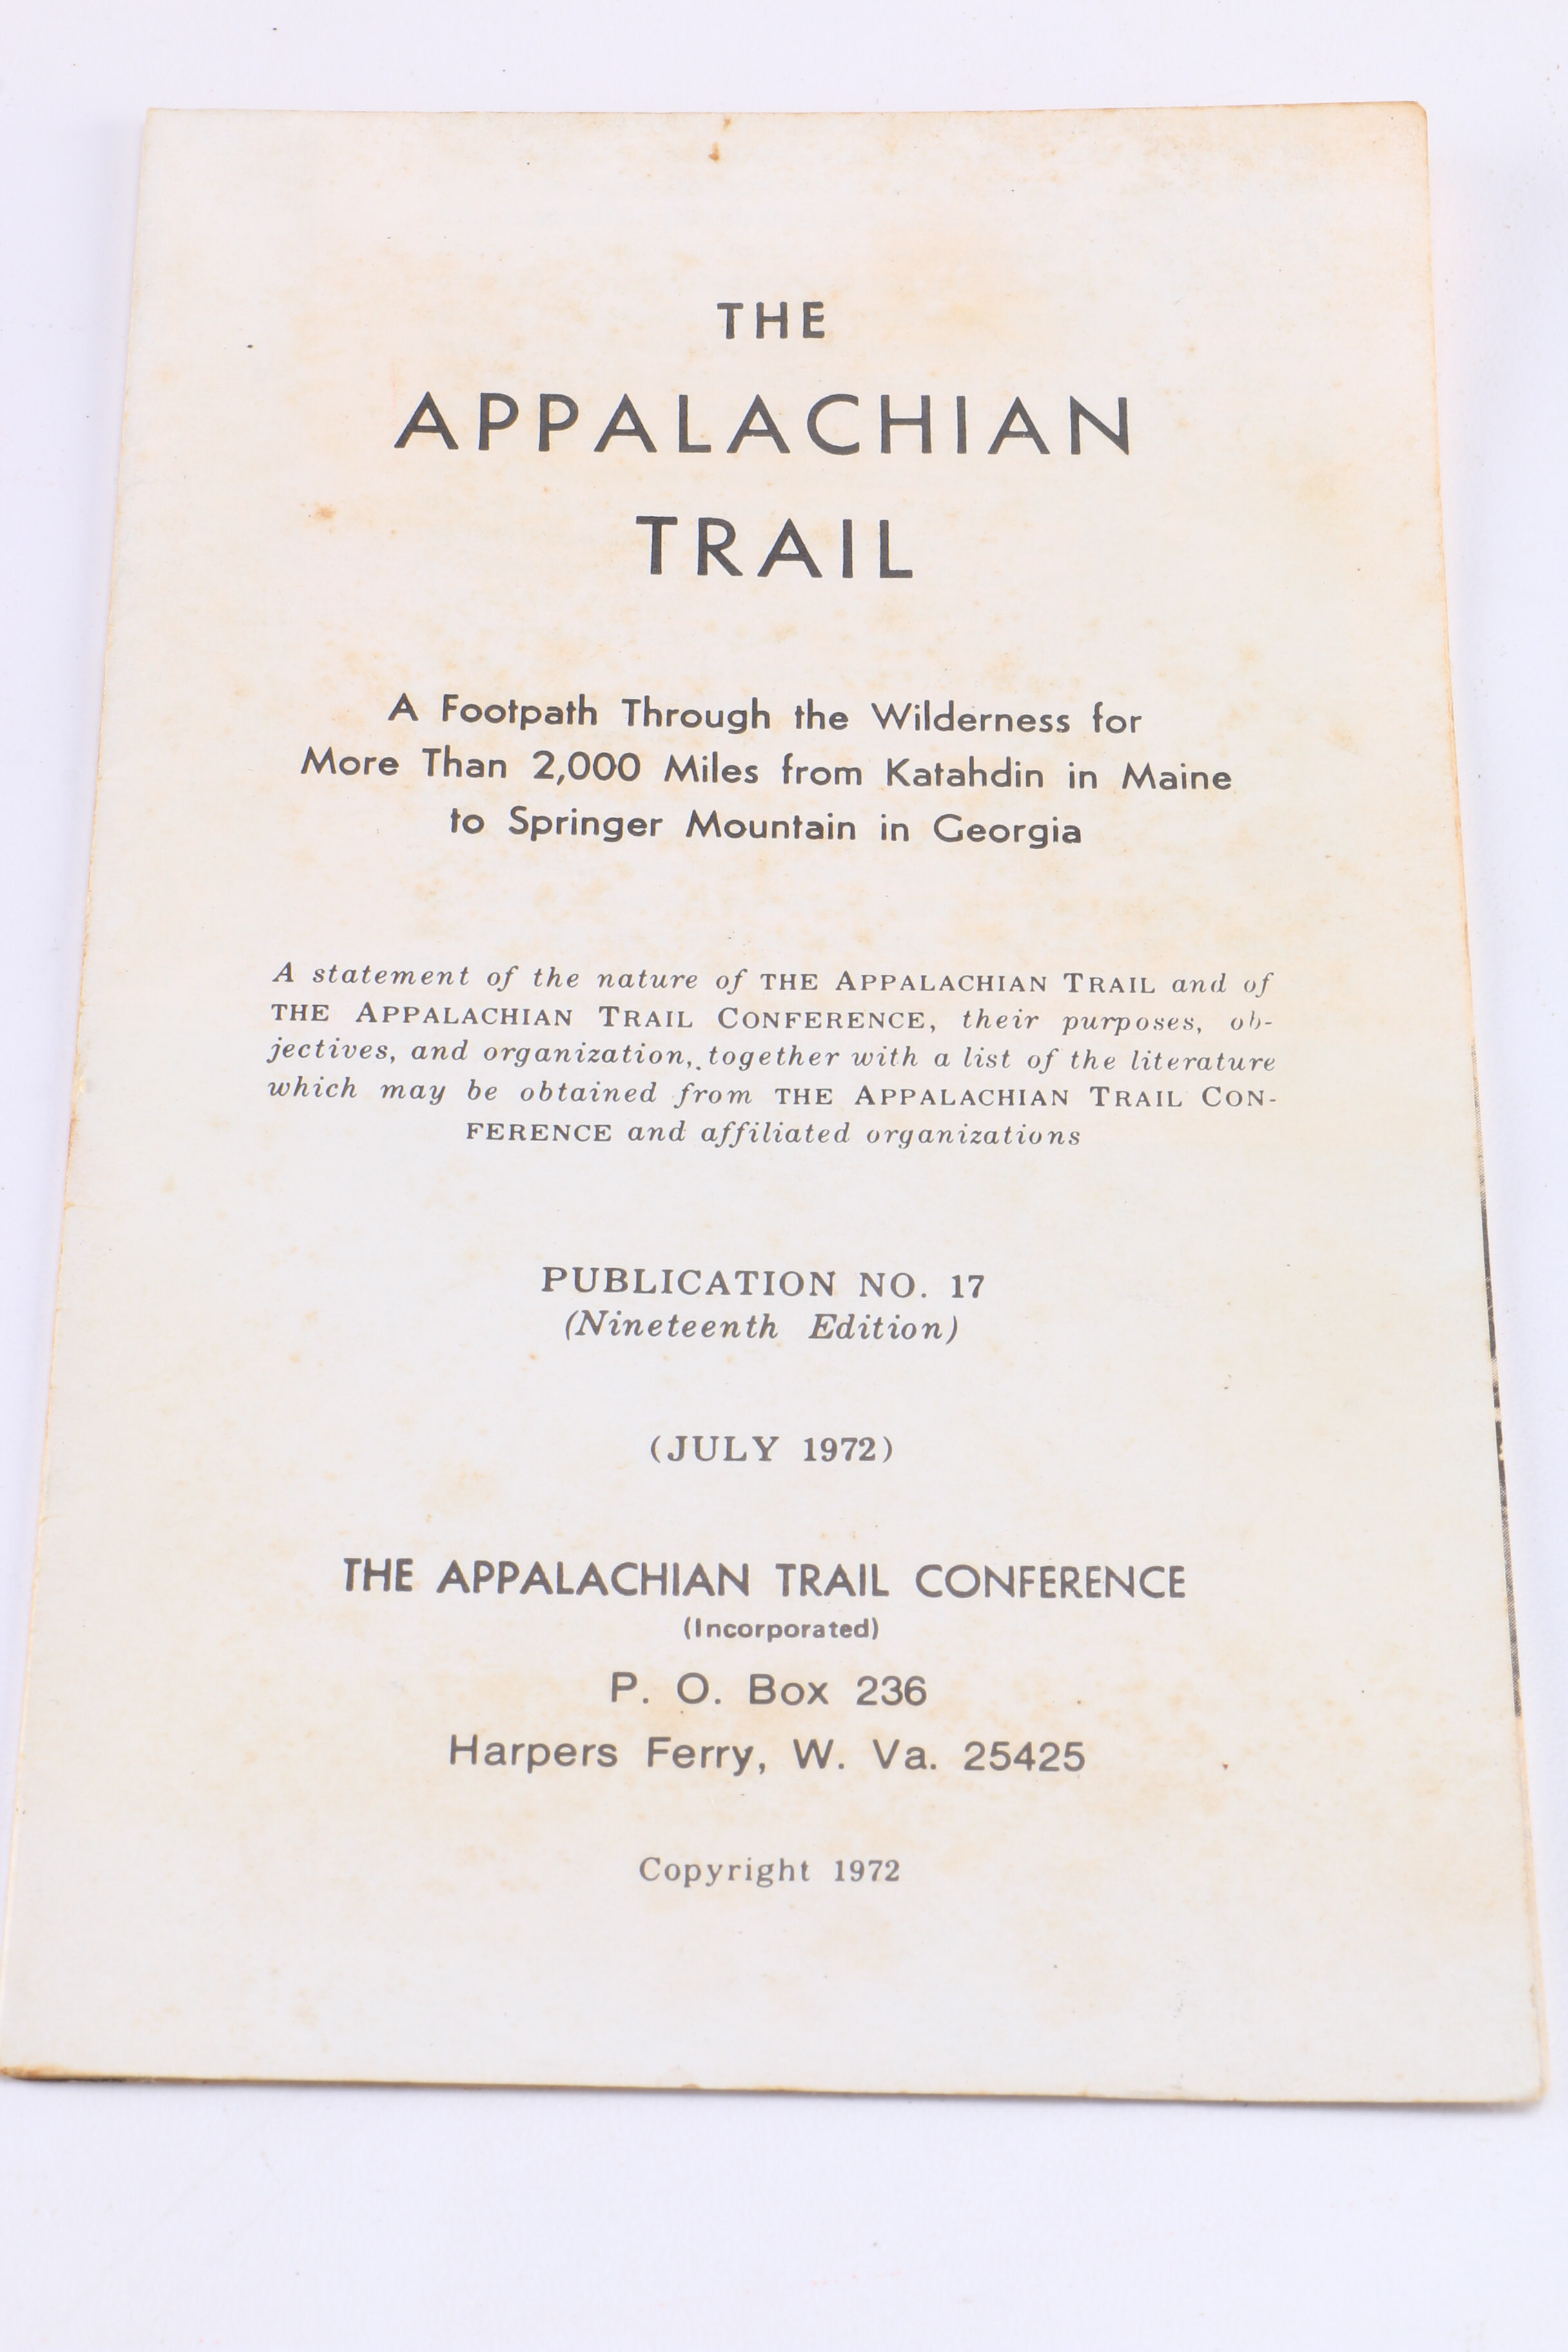 THE
APPALACHIAN
TRAIL
A Footpath Through the Wilderness for
More Than 2,000 Miles from Katahdin in Maine
to Springer Mountain in Georgia
A statement of the nature of THE APPALACHIAN TRAIL and of
THE APPALACHIAN TRAIL CONFERENCE, their purposes, ob-
jectives, and organization, together with a list of the literature
which may be obtained from THE APPALACHIAN TRAIL CON-
FERENCE and affiliated organizations
PUBLICATION NO. 17
(Nineteenth Edition)
(JULY 1972)
THE APPALACHIAN TRAIL CONFERENCE
(Incorporated)
P. O. Box 236
Harpers Ferry, W. Va. 25425
Copyright 1972